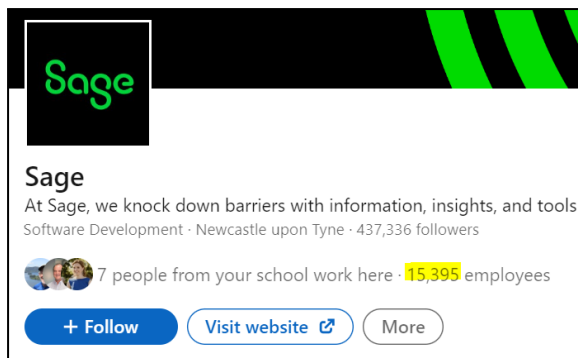 Sage
Sage
At Sage, we knock down barriers with information, insights, and tools
Software Development · Newcastle upon Tyne · 437,336 followers
7 people from your school work here · 15,395 employees
+ Follow
Visit website
More